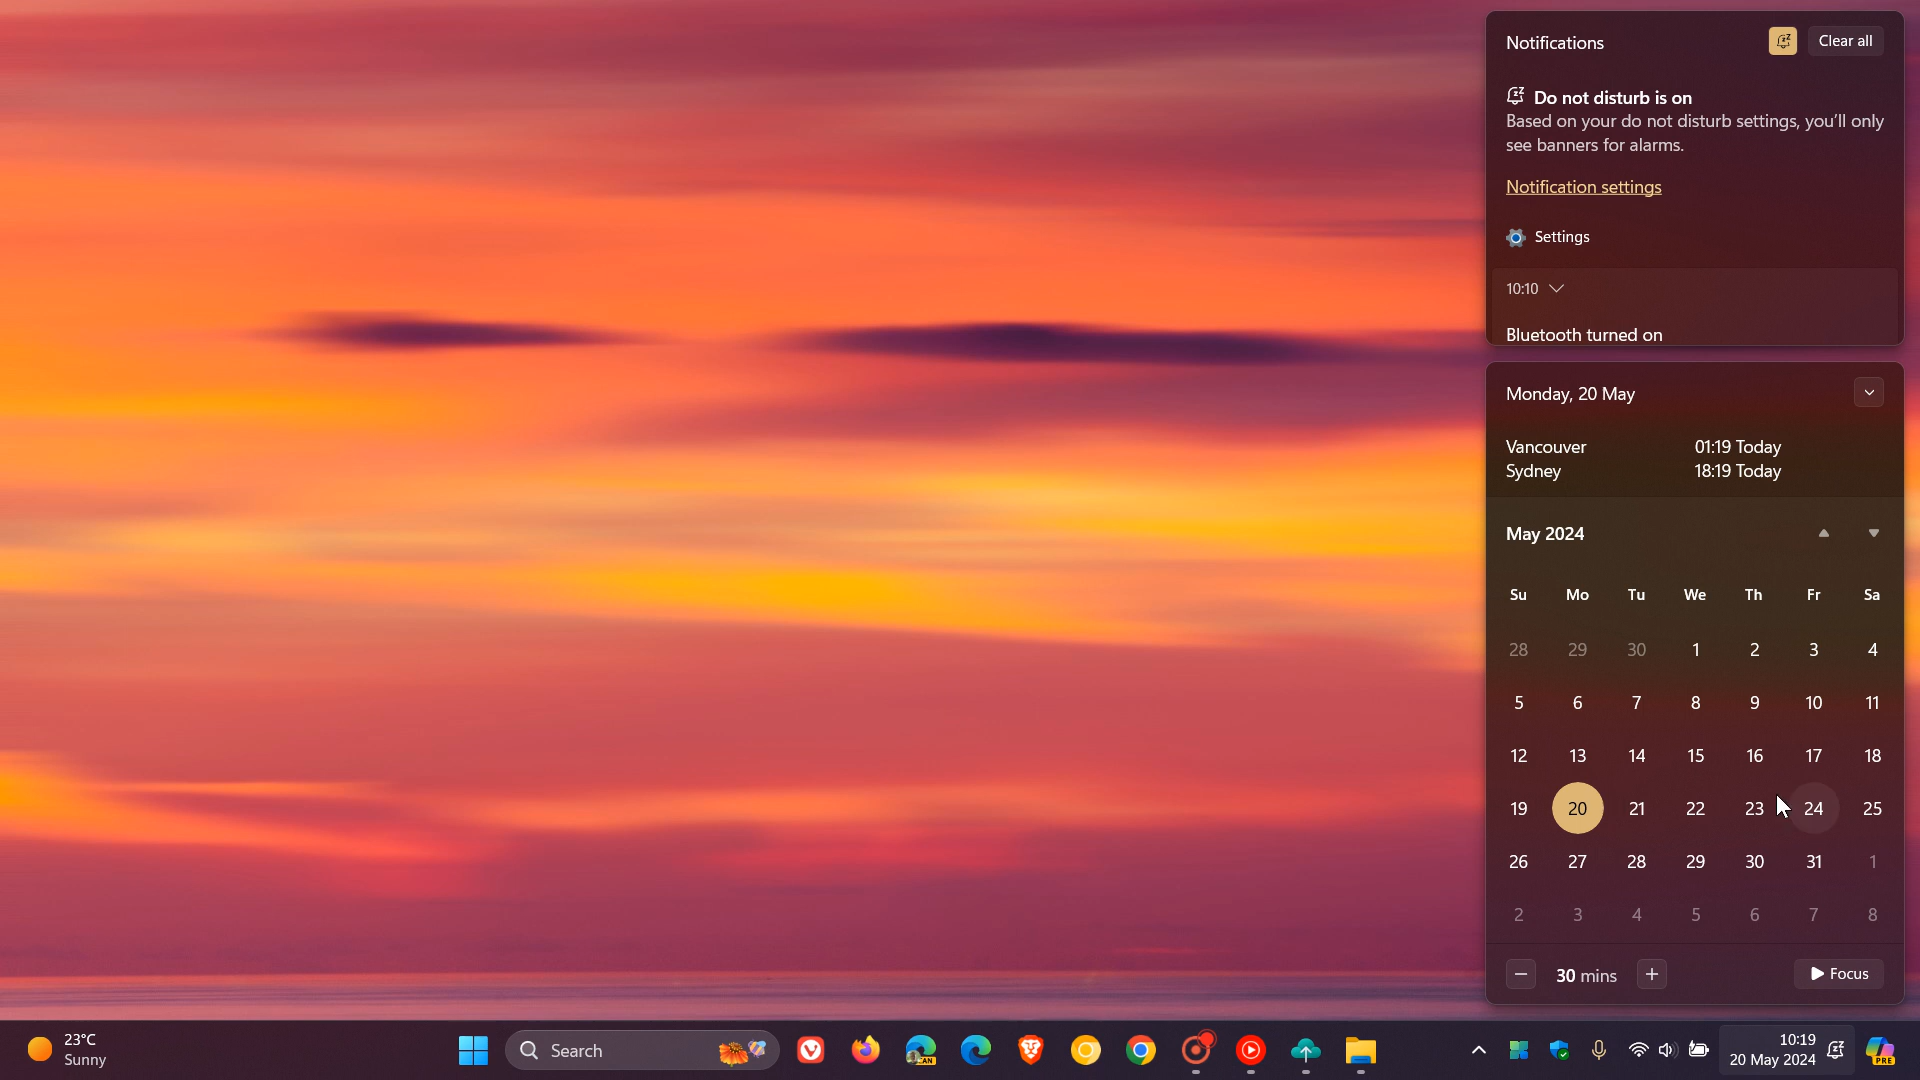 Notifications
Clear all
Do not disturb is on
Based on your do not disturb settings, you'll only
see banners for alarms.
Notification settings
Settings
10:10
Bluetooth turned on
Monday, 20 May
Vancouver 01:19 Today
Sydney 18:19 Today
May 2024
Su Mo Tu We Th Fr Sa
28 29 30 1 2 3 4
5 6 7 8 9 10 11
12 13 14 15 16 17 18
19 20 21 22 23 24 25
26 27 28 29 30 31 1
2 3 4 5 6 7 8
30 mins
Focus
23°C
Sunny
Search
CAN
10:19
20 May 2024
PRE